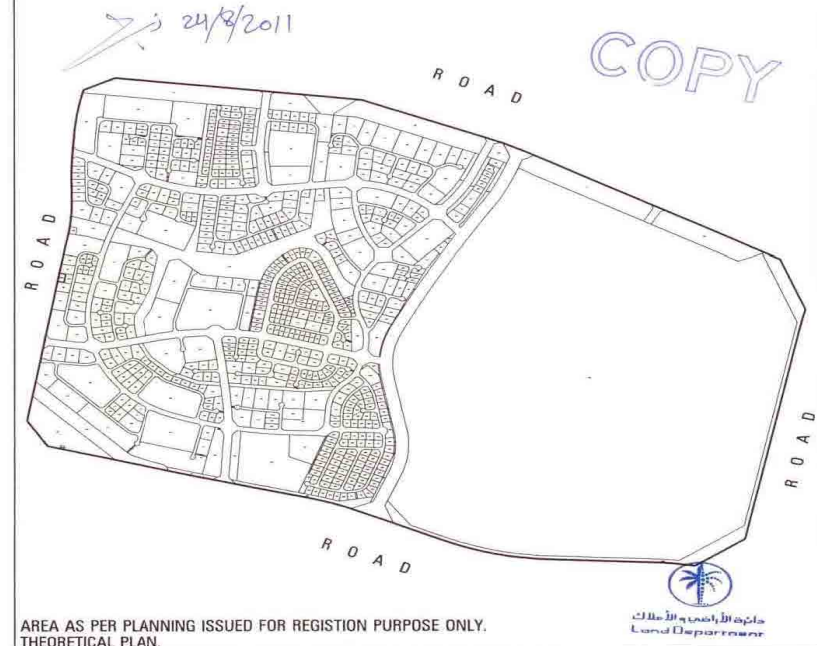 24/8/2011
COPY
ROAD
ROAD
ROAD
ROAD
AREA AS PER PLANNING ISSUED FOR REGISTION PURPOSE ONLY.
THEORETICAL PLAN.
دائرة الأراضي والأملاك
Land Department